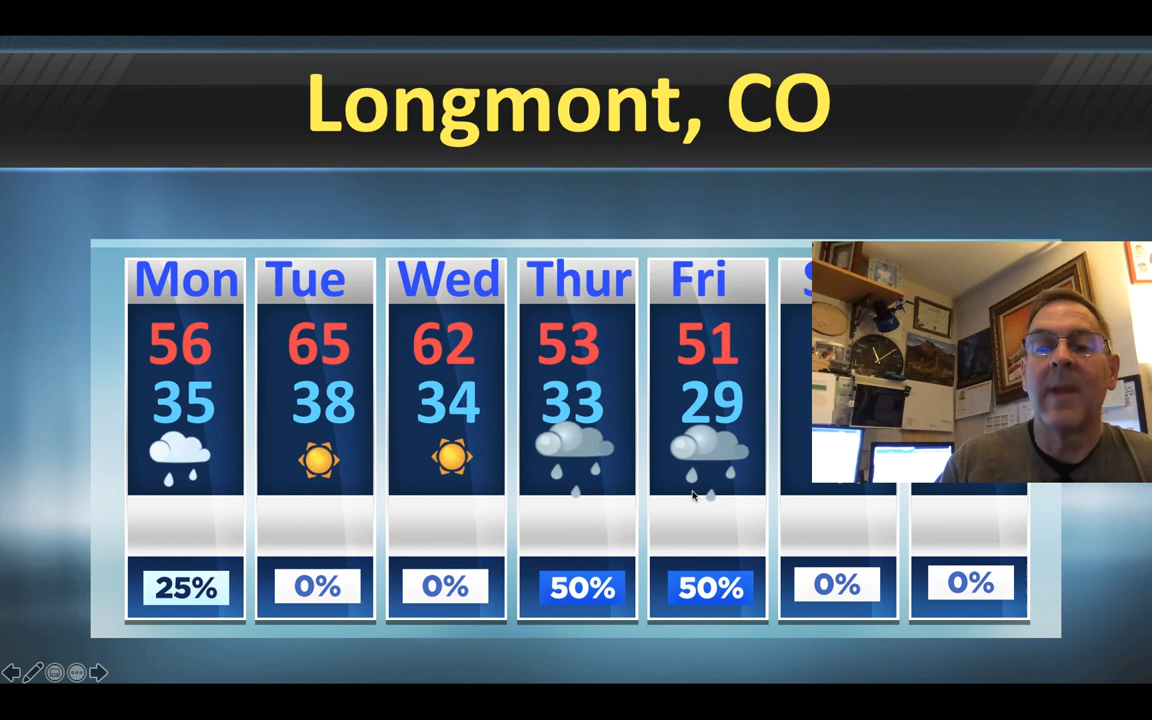 Longmont, CO
Mon Tue Wed Thur Fri S
56 65 62 53 51
35 38 34 33 29
25% 0% 0% 50% 50% 0% 0%